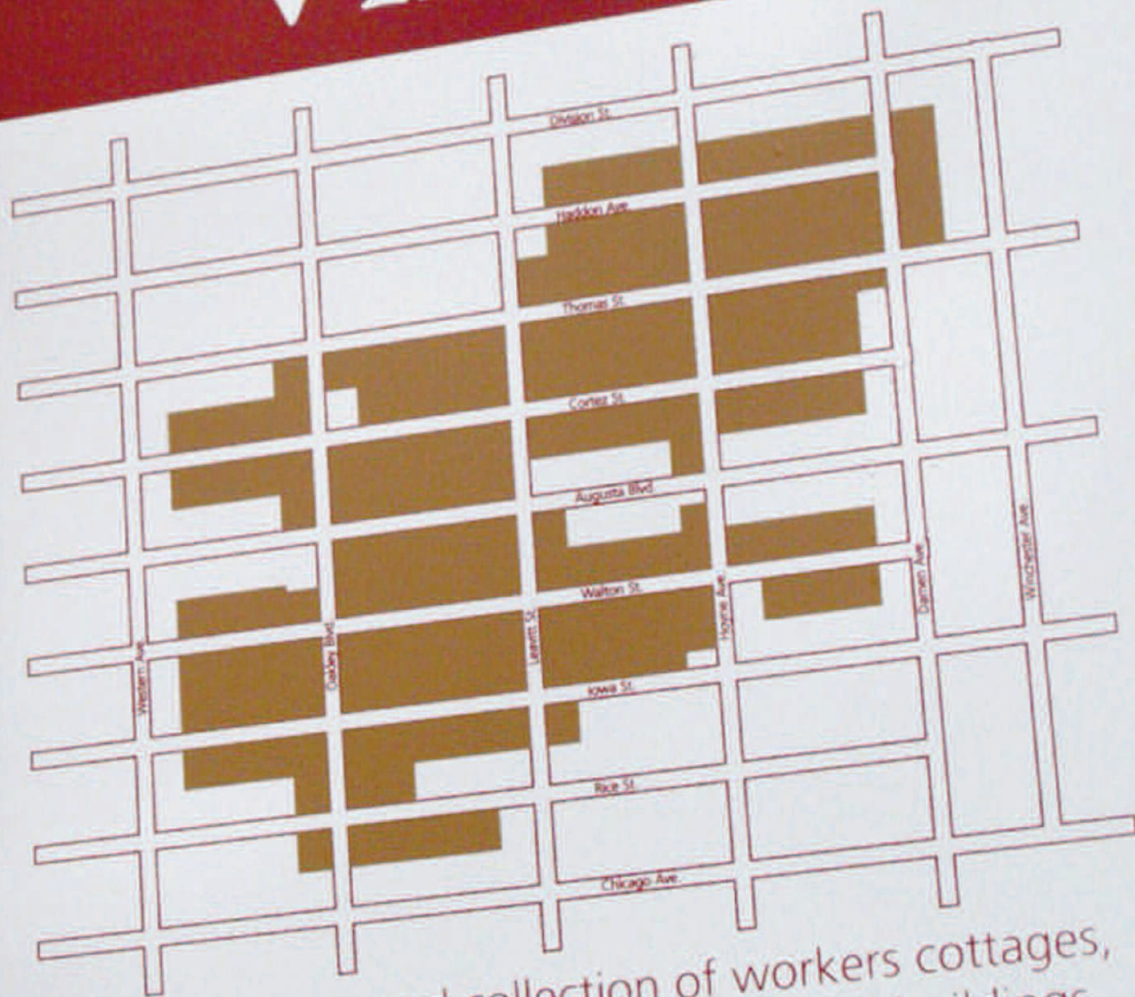 Division St.
Haddon Ave.
Thomas St.
Cortez St.
Augusta Blvd.
Walton St.
Iowa St.
Rice St.
Chicago Ave.
Western Ave.
Oakley Blvd.
Leavitt St.
Hoyne Ave.
Damen Ave.
Winchester Ave.
collection of workers cottages,